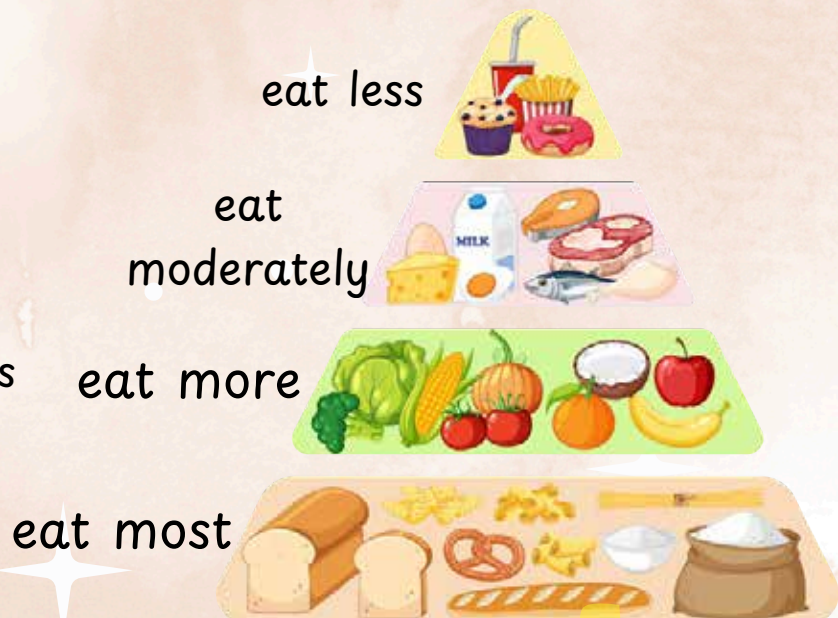 eat less
eat
moderately
MILK
s
eat more
eat most